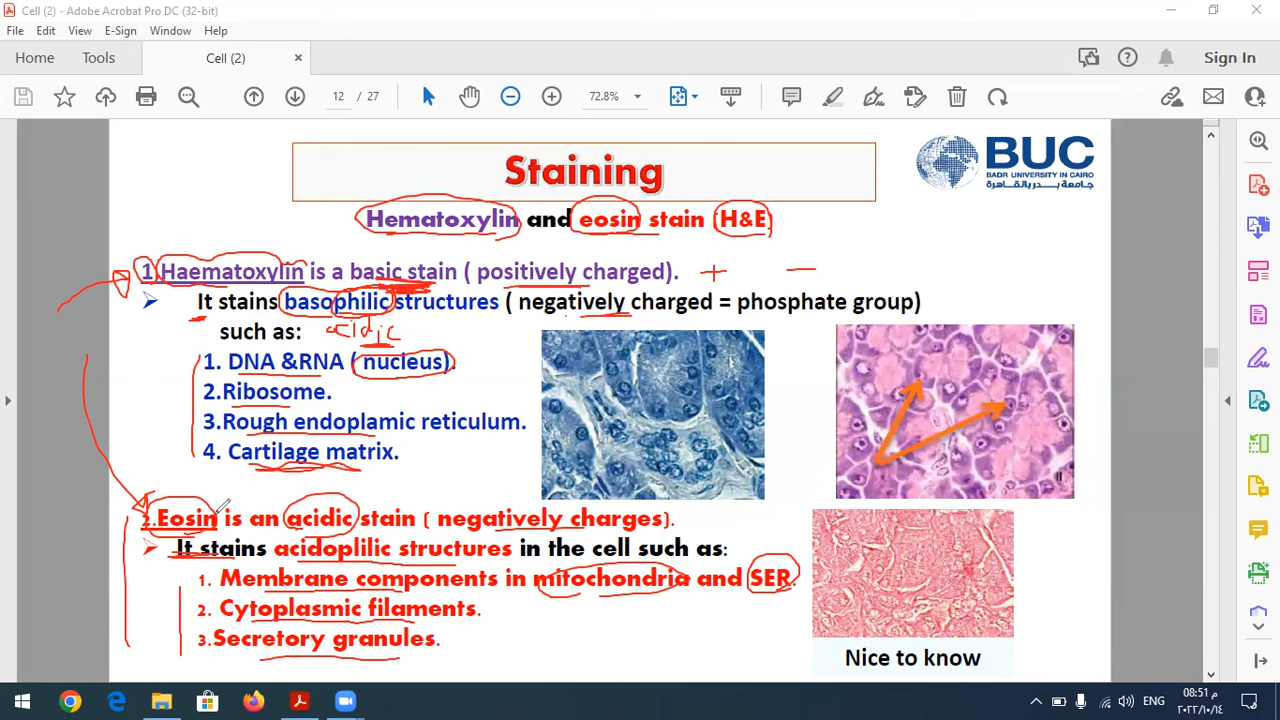 Cell (2) - Adobe Acrobat Pro DC (32-bit)
File Edit View E-Sign Window Help
Home Tools Cell (2) × Sign In
12 / 27 72.8%
Staining
BUC
BADR UNIVERSITY IN CAIRO
جامعة بدر بالقاهرة
Hematoxylin and eosin stain (H&E)
1.Haematoxylin is a basic stain ( positively charged). + −
It stains basophilic structures ( negatively charged = phosphate group)
such as: acidic
1. DNA &RNA ( nucleus).
2.Ribosome.
3.Rough endoplamic reticulum.
4. Cartilage matrix.
2.Eosin is an acidic stain ( negatively charges).
It stains acidoplilic structures in the cell such as:
1. Membrane components in mitochondria and SER.
2. Cytoplasmic filaments.
3.Secretory granules.
Nice to know
ENG
08:51 م
٢٠٢٢/١٠/١٤